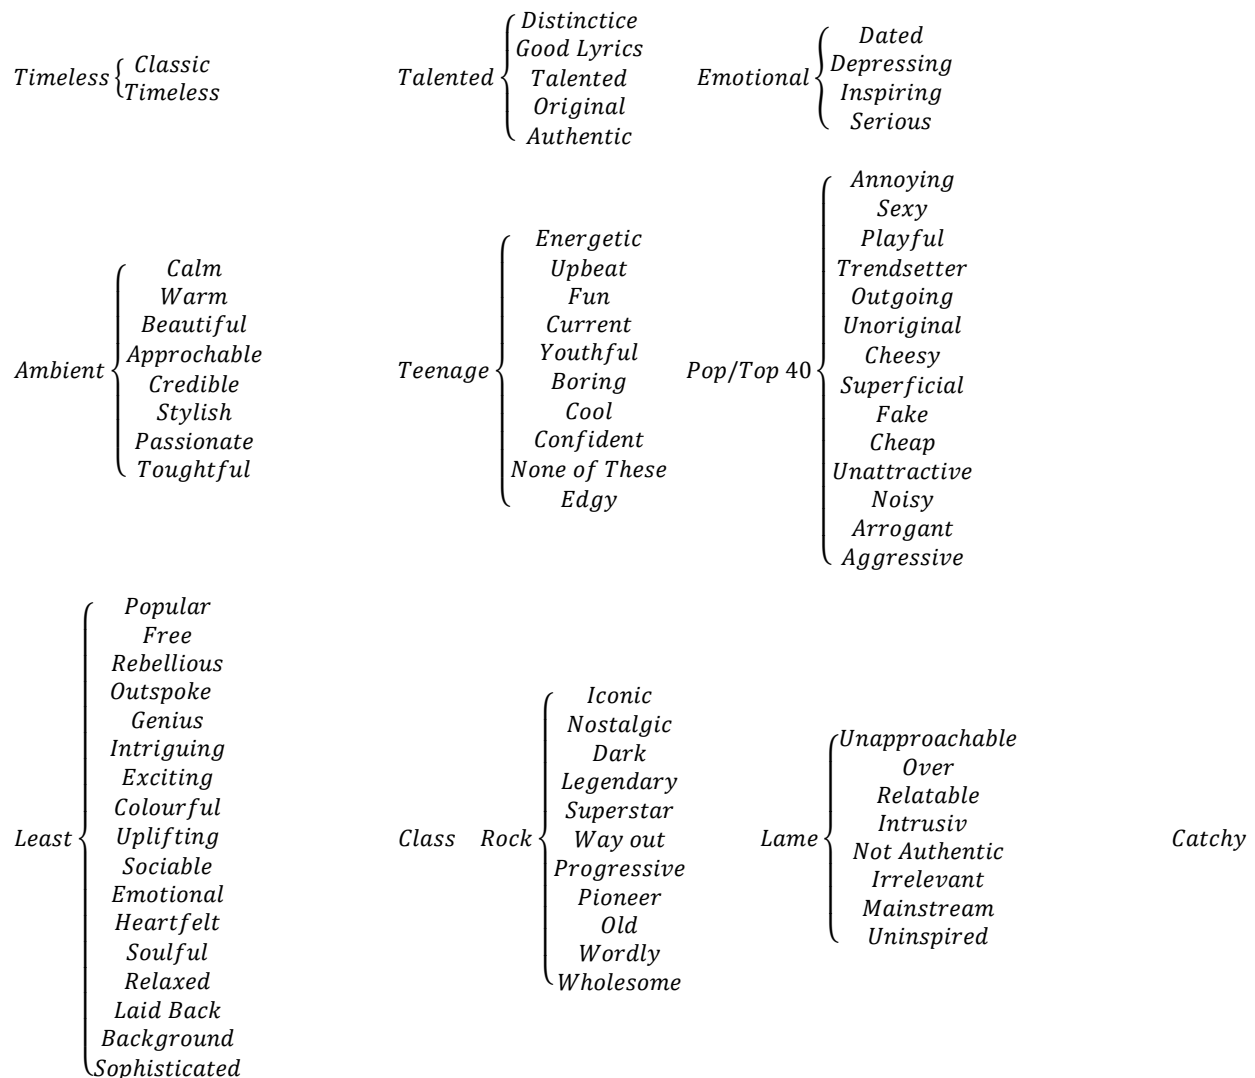 Timeless
Classic
Timeless
Talented
Distinctice
Good Lyrics
Talented
Original
Authentic
Emotional
Dated
Depressing
Inspiring
Serious
Ambient
Calm
Warm
Beautiful
Approchable
Credible
Stylish
Passionate
Toughtful
Teenage
Energetic
Upbeat
Fun
Current
Youthful
Boring
Cool
Confident
None of These
Edgy
Pop/Top 40
Annoying
Sexy
Playful
Trendsetter
Outgoing
Unoriginal
Cheesy
Superficial
Fake
Cheap
Unattractive
Noisy
Arrogant
Aggressive
Least
Popular
Free
Rebellious
Outspoke
Genius
Intriguing
Exciting
Colourful
Uplifting
Sociable
Emotional
Heartfelt
Soulful
Relaxed
Laid Back
Background
Sophisticated
Class Rock
Iconic
Nostalgic
Dark
Legendary
Superstar
Way out
Progressive
Pioneer
Old
Wordly
Wholesome
Lame
Unapproachable
Over
Relatable
Intrusiv
Not Authentic
Irrelevant
Mainstream
Uninspired
Catchy